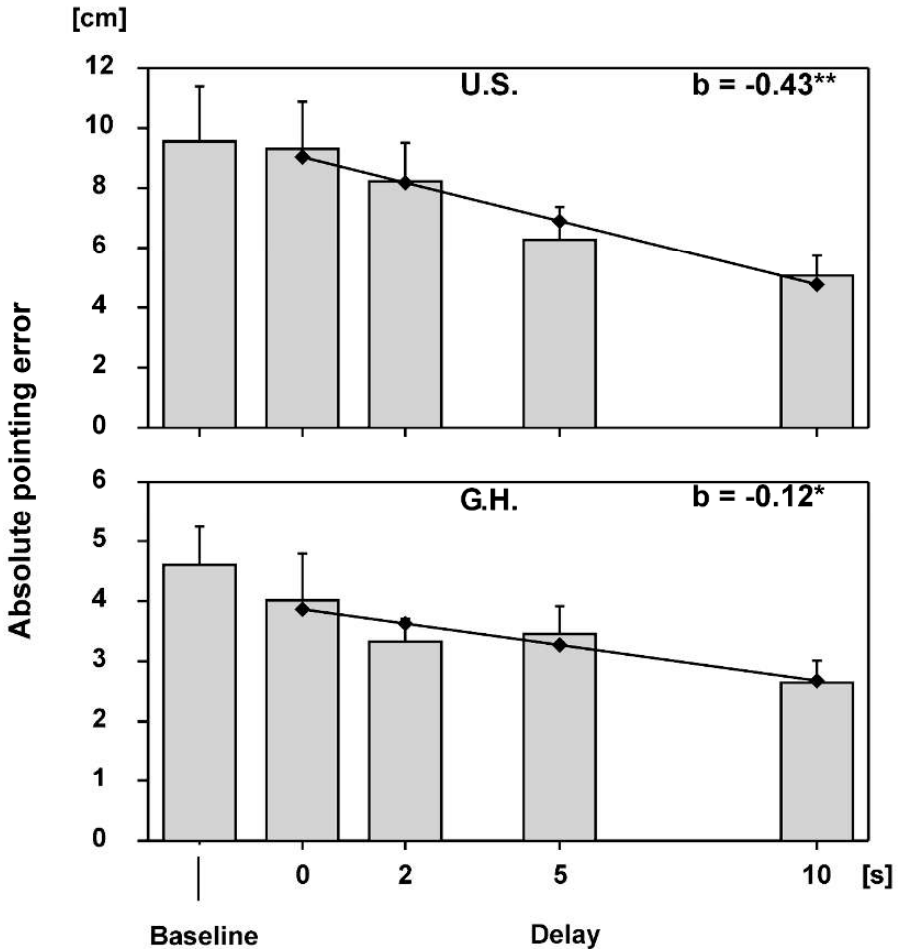 [cm]
U.S. b = -0.43**
12
10
8
6
4
2
0
Absolute pointing error
G.H. b = -0.12*
6
5
4
3
2
1
0
0 2 5 10 [s]
Baseline Delay